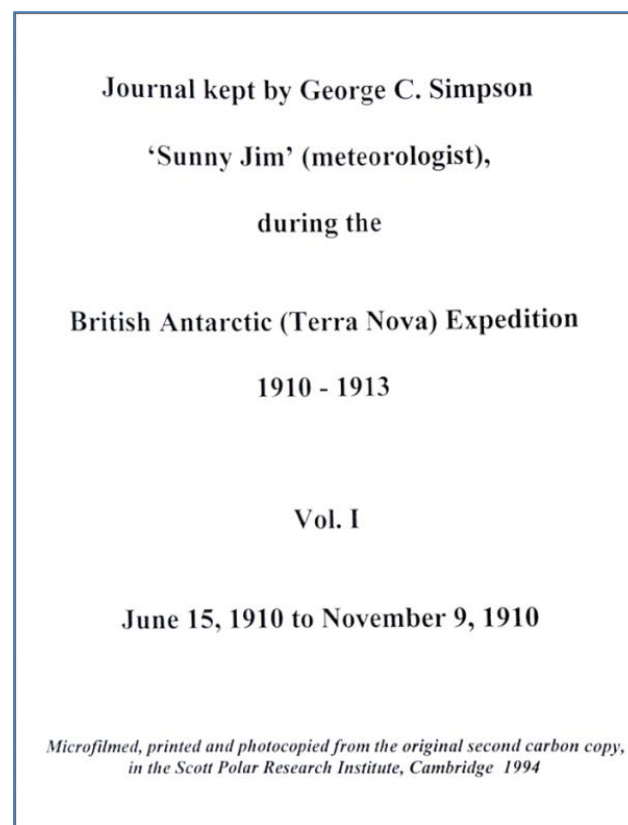 Journal kept by George C. Simpson
‘Sunny Jim’ (meteorologist),
during the
British Antarctic (Terra Nova) Expedition
1910 - 1913
Vol. I
June 15, 1910 to November 9, 1910
Microfilmed, printed and photocopied from the original second carbon copy,
in the Scott Polar Research Institute, Cambridge 1994